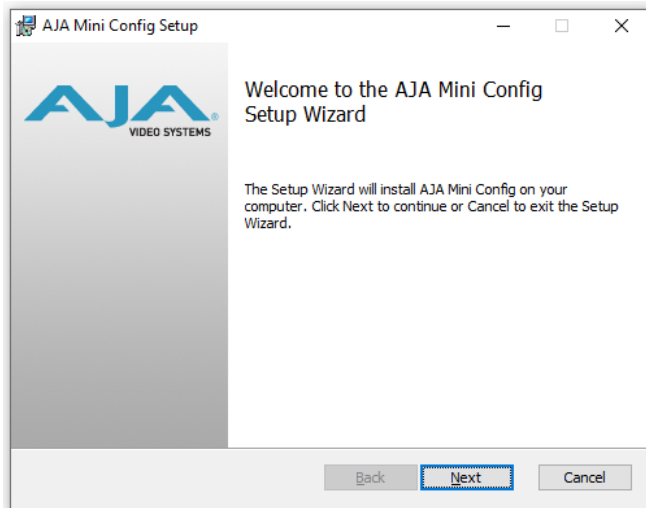 AJA Mini Config Setup
AJA
VIDEO SYSTEMS
Welcome to the AJA Mini Config
Setup Wizard
The Setup Wizard will install AJA Mini Config on your
computer. Click Next to continue or Cancel to exit the Setup
Wizard.
Back
Next
Cancel